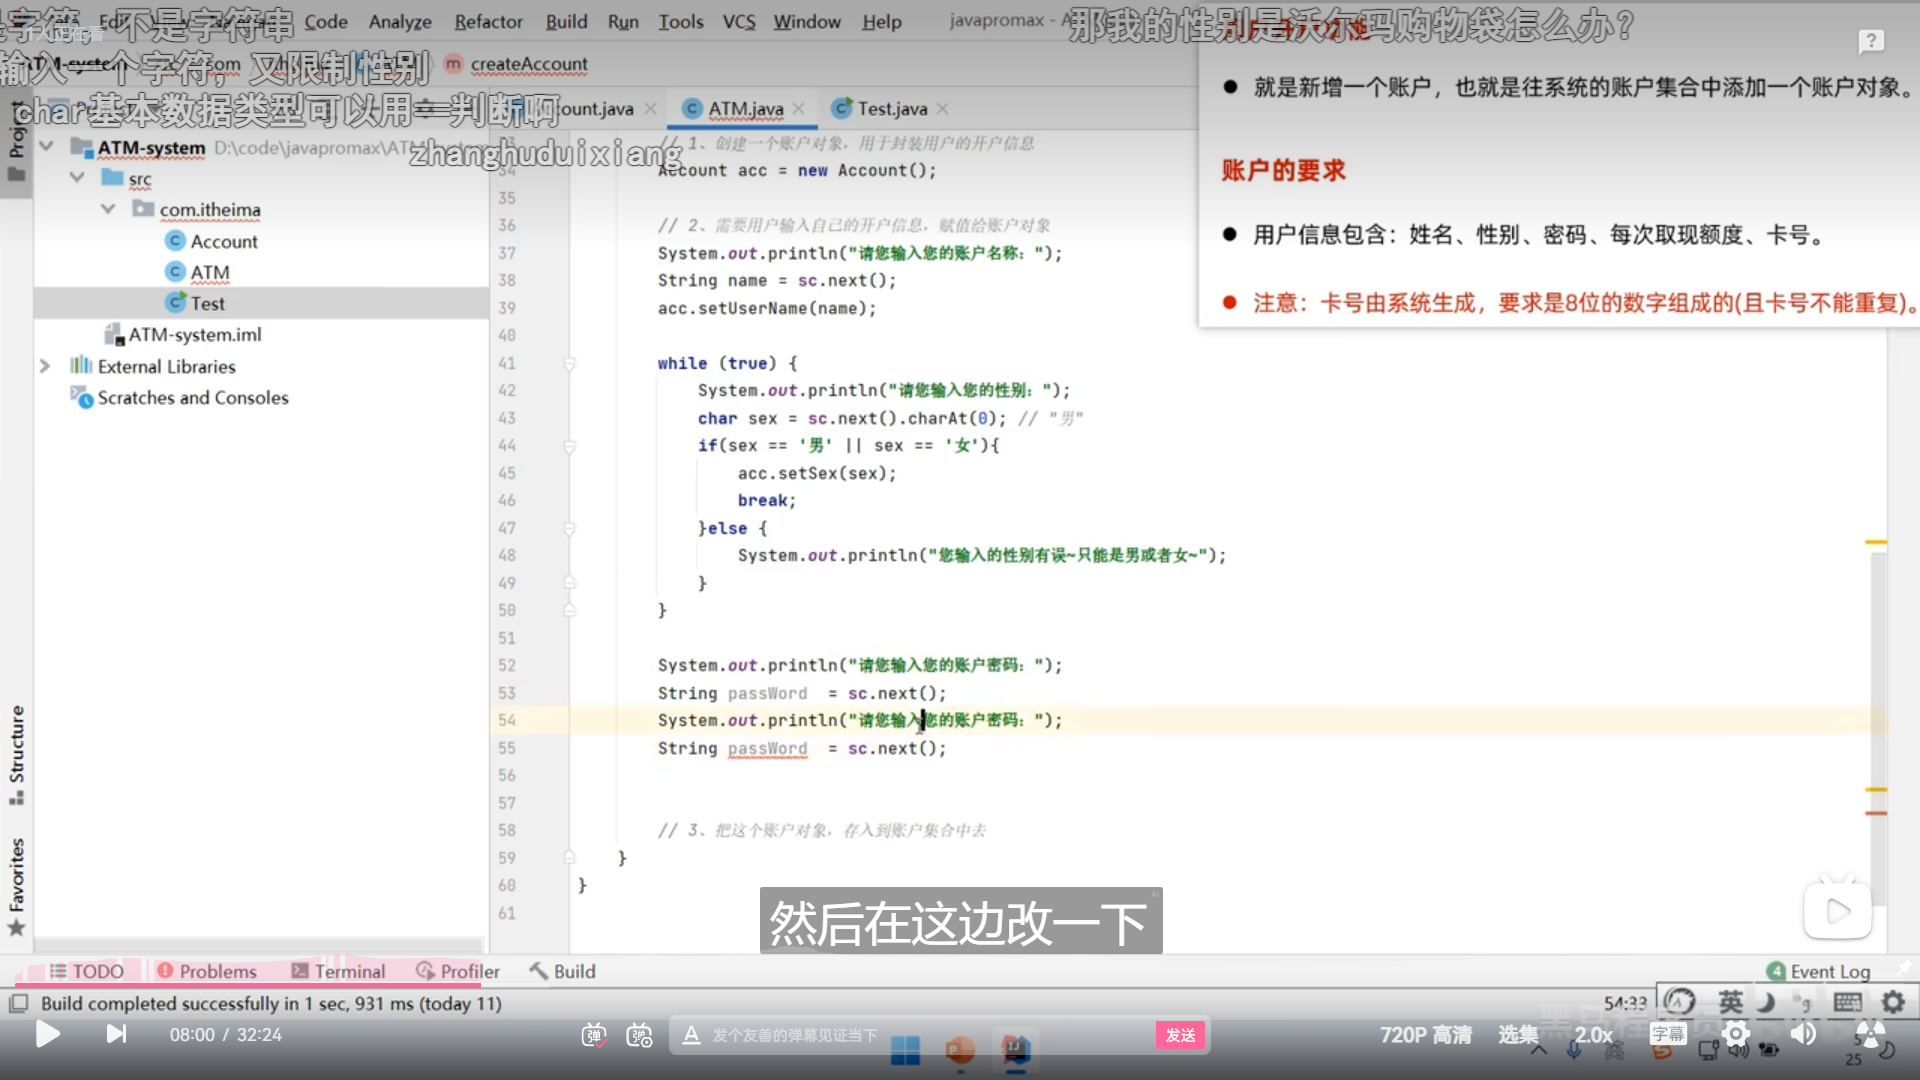 Code Analyze Refactor Build Run Tools VCS Window Help javapromax - A
字符，不是字符串
那我的性别是沃尔玛购物袋怎么办？
输入一个字符，又限制性别
ATM-system
createAccount
char基本数据类型可以用==判断啊
zhanghuduixiang
count.java
ATM.java
Test.java
Project
ATM-system D:\code\javapromax\ATM-system
src
com.itheima
Account
ATM
Test
ATM-system.iml
External Libraries
Scratches and Consoles
Structure
Favorites
// 1、创建一个账户对象，用于封装用户的开户信息
34 Account acc = new Account();
35
36 // 2、需要用户输入自己的开户信息，赋值给账户对象
37 System.out.println("请您输入您的账户名称：");
38 String name = sc.next();
39 acc.setUserName(name);
40
41 while (true) {
42 System.out.println("请您输入您的性别：");
43 char sex = sc.next().charAt(0); // "男"
44 if(sex == '男' || sex == '女'){
45 acc.setSex(sex);
46 break;
47 }else {
48 System.out.println("您输入的性别有误~只能是男或者女~");
49 }
50 }
51
52 System.out.println("请您输入您的账户密码：");
53 String passWord = sc.next();
54 System.out.println("请您输入您的账户密码：");
55 String passWord = sc.next();
56
57
58 // 3、把这个账户对象，存入到账户集合中去
59 }
60 }
61
● 就是新增一个账户，也就是往系统的账户集合中添加一个账户对象。
账户的要求
● 用户信息包含：姓名、性别、密码、每次取现额度、卡号。
● 注意：卡号由系统生成，要求是8位的数字组成的(且卡号不能重复)。
然后在这边改一下
AI
TODO Problems Terminal Profiler Build
4 Event Log
Build completed successfully in 1 sec, 931 ms (today 11)
54:33
英
08:00 / 32:24
弹
弹
A 发个友善的弹幕见证当下
发送
720P 高清
选集
2.0x
字幕
25